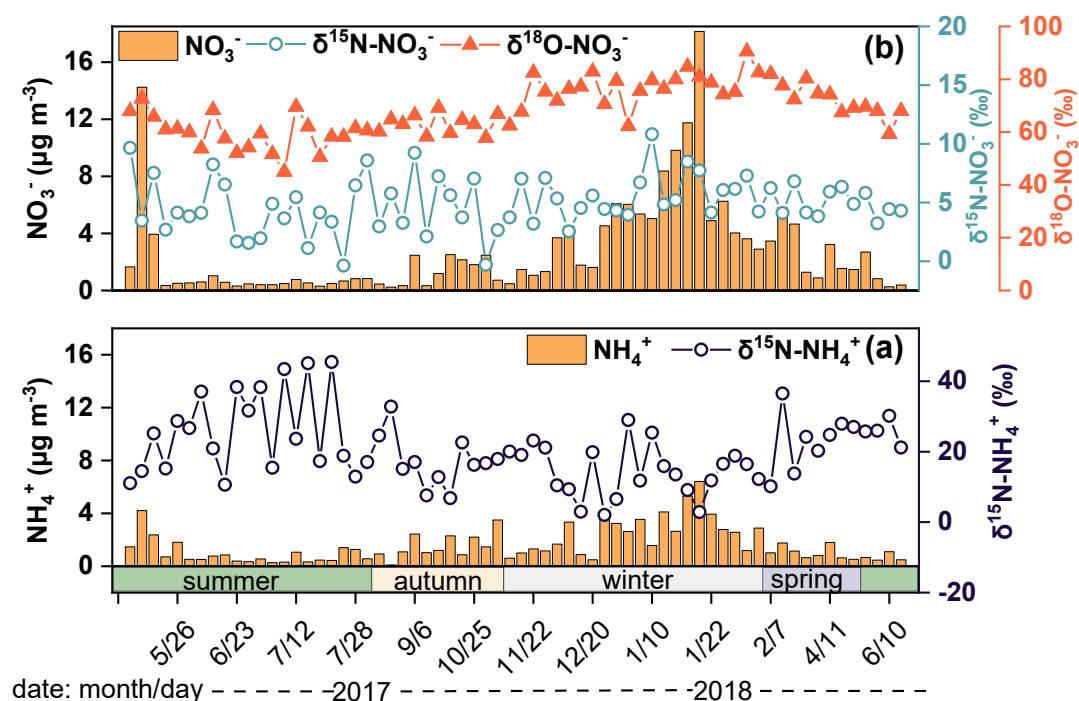 NO₃⁻ δ¹⁵N-NO₃⁻ δ¹⁸O-NO₃⁻ (b)
16
12
8
4
0
NO₃⁻ (µg m⁻³)
20
15
10
5
0
δ¹⁵N-NO₃⁻ (‰)
100
80
60
40
20
0
δ¹⁸O-NO₃⁻ (‰)
NH₄⁺ δ¹⁵N-NH₄⁺ (a)
16
12
8
4
0
NH₄⁺ (µg m⁻³)
40
20
0
-20
δ¹⁵N-NH₄⁺ (‰)
summer autumn winter spring
5/26 6/23 7/12 7/28 9/6 10/25 11/22 12/20 1/10 1/22 2/7 4/11 6/10
date: month/day 2017 2018